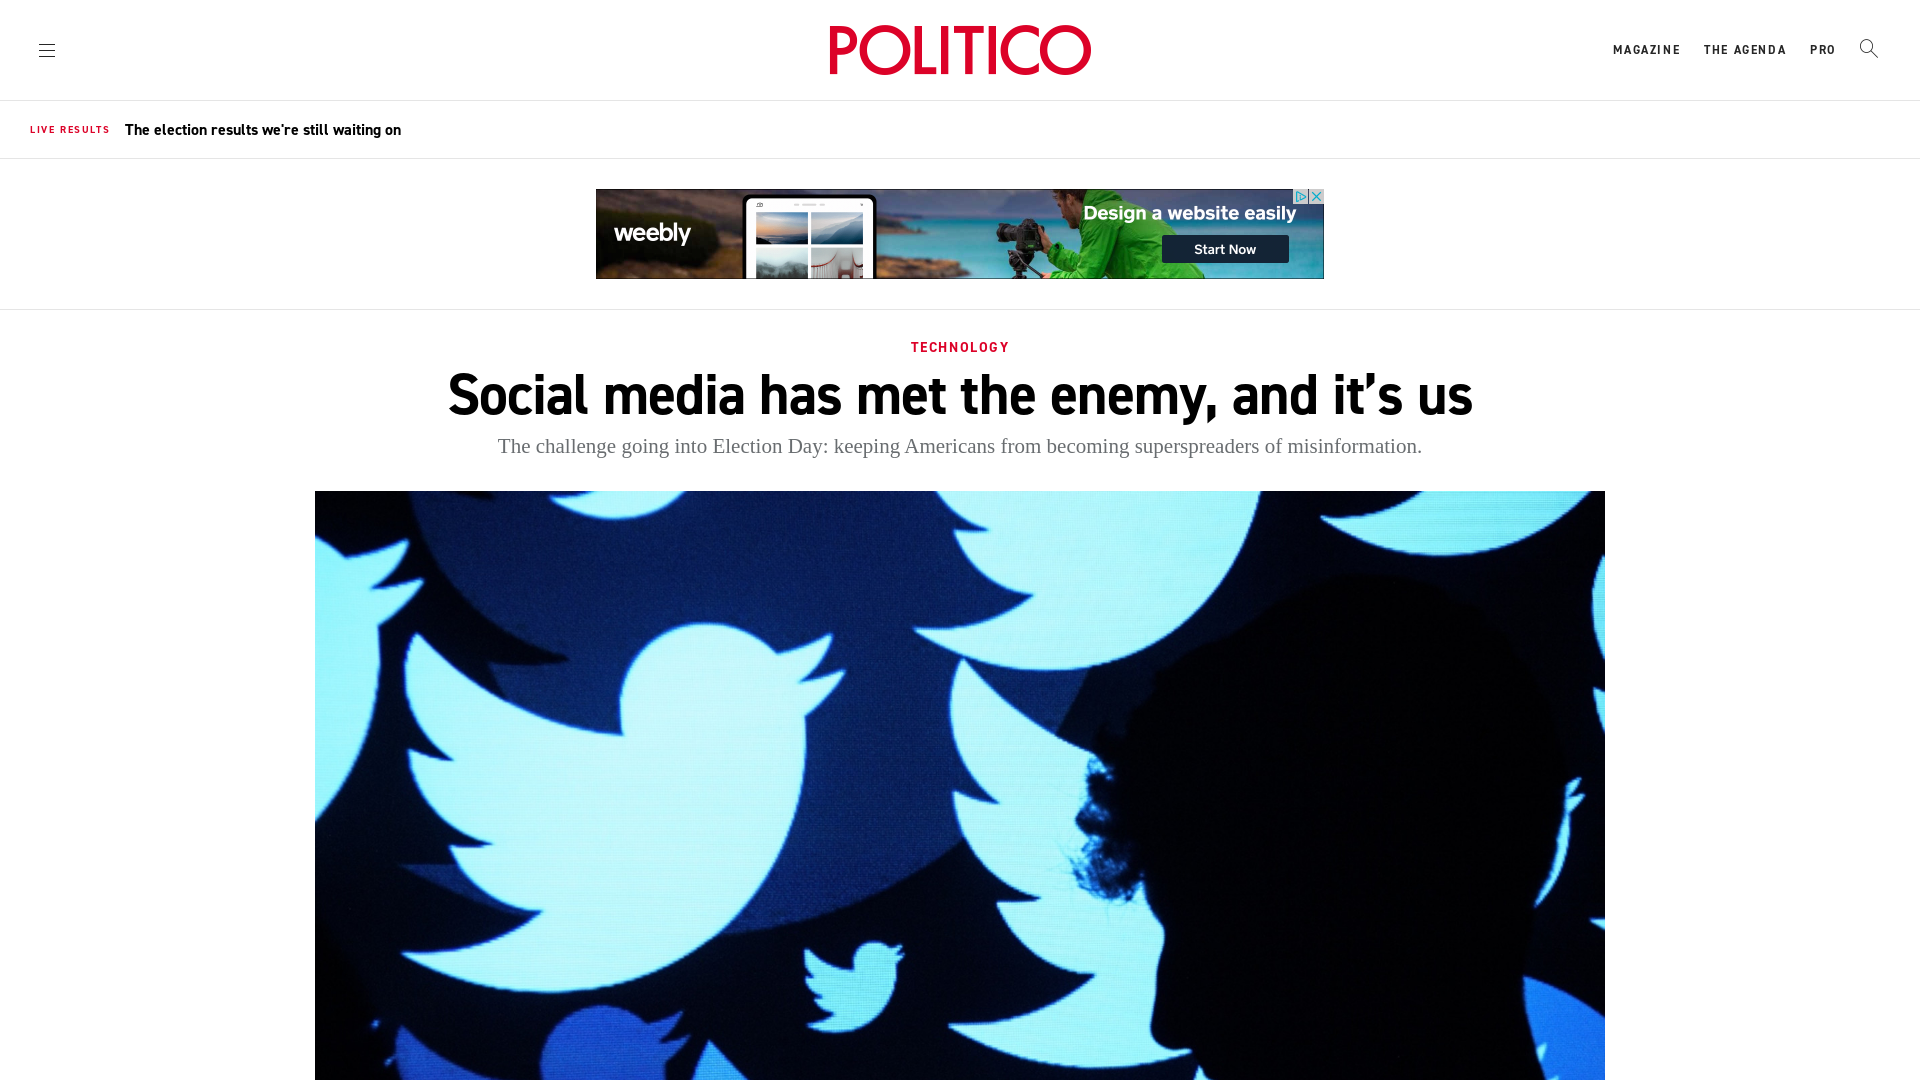 POLITICO
MAGAZINE
THE AGENDA
PRO
LIVE RESULTS
The election results we're still waiting on
weebly
Design a website easily
Start Now
TECHNOLOGY
Social media has met the enemy, and it’s us
The challenge going into Election Day: keeping Americans from becoming superspreaders of misinformation.